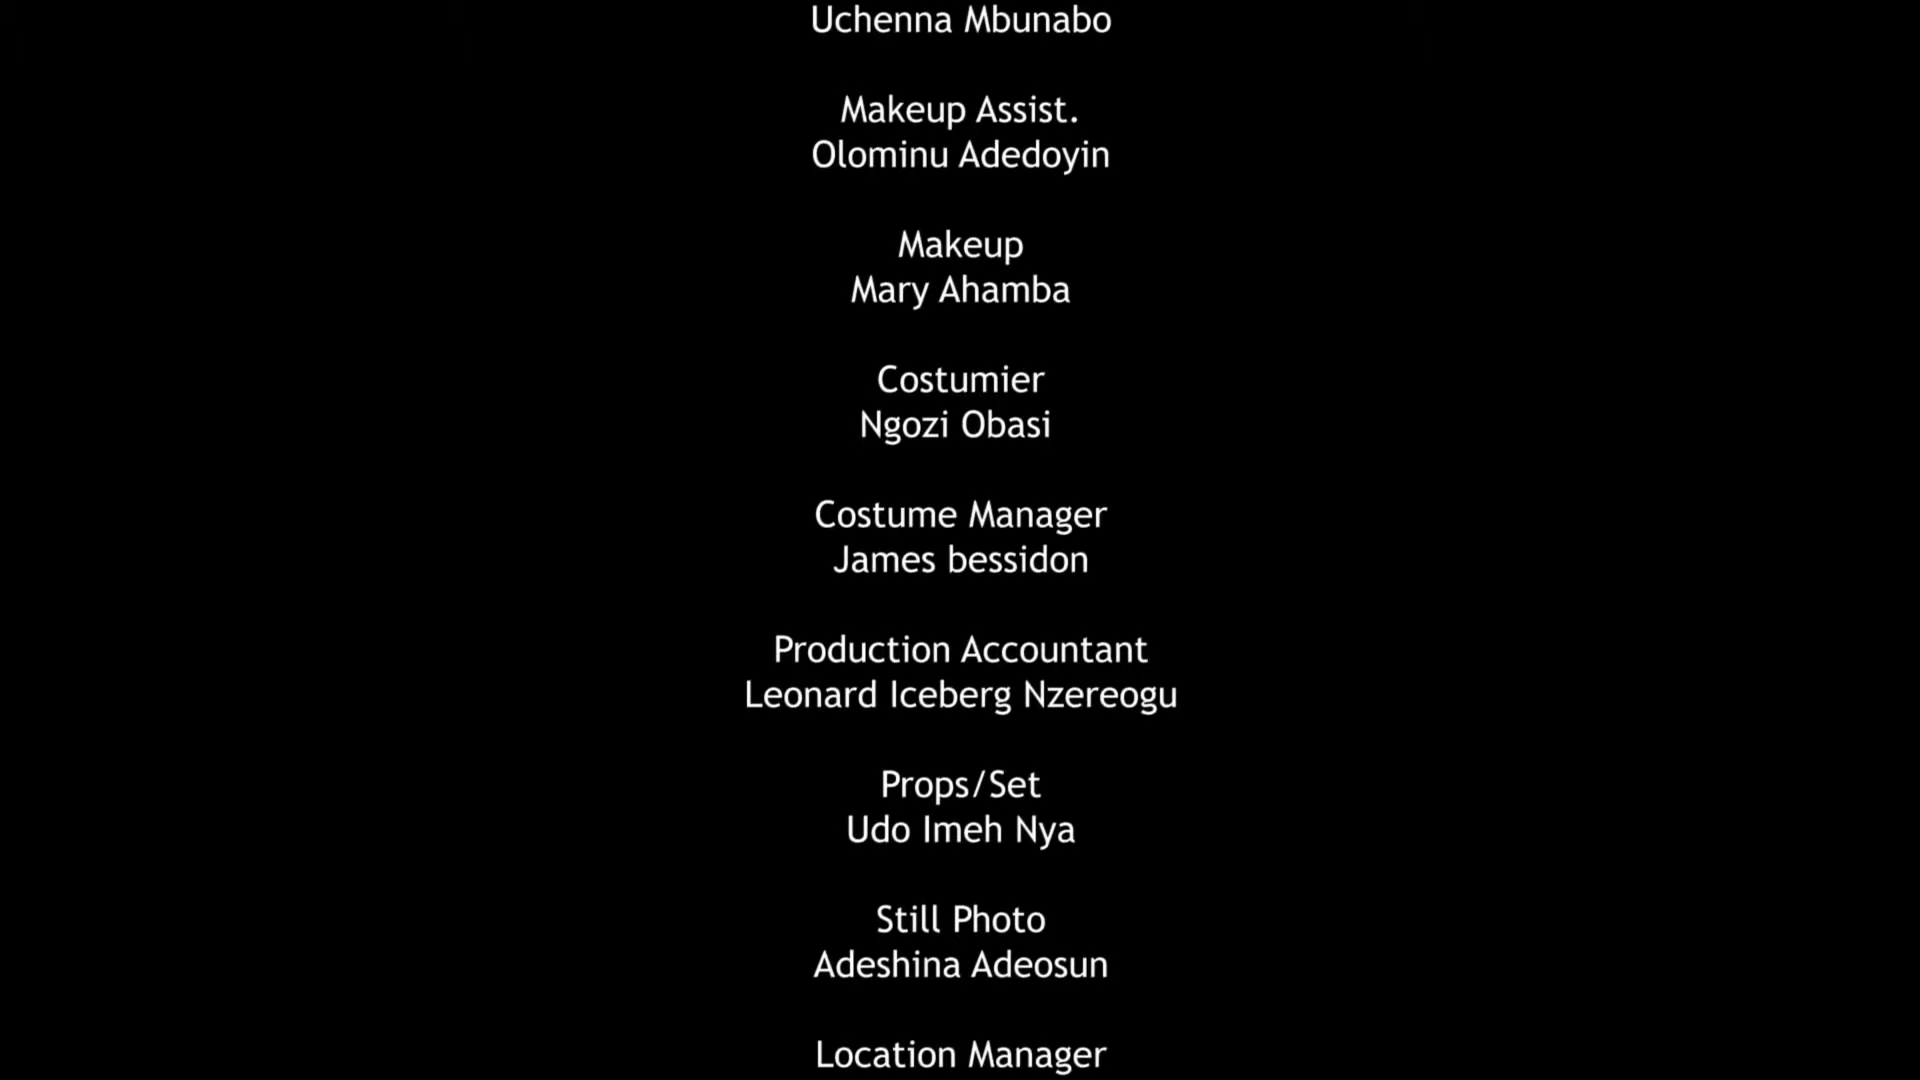 Uchenna Mbunabo
Makeup Assist.
Olominu Adedoyin
Makeup
Mary Ahamba
Costumier
Ngozi Obasi
Costume Manager
James bessidon
Production Accountant
Leonard Iceberg Nzereogu
Props/Set
Udo Imeh Nya
Still Photo
Adeshina Adeosun
Location Manager